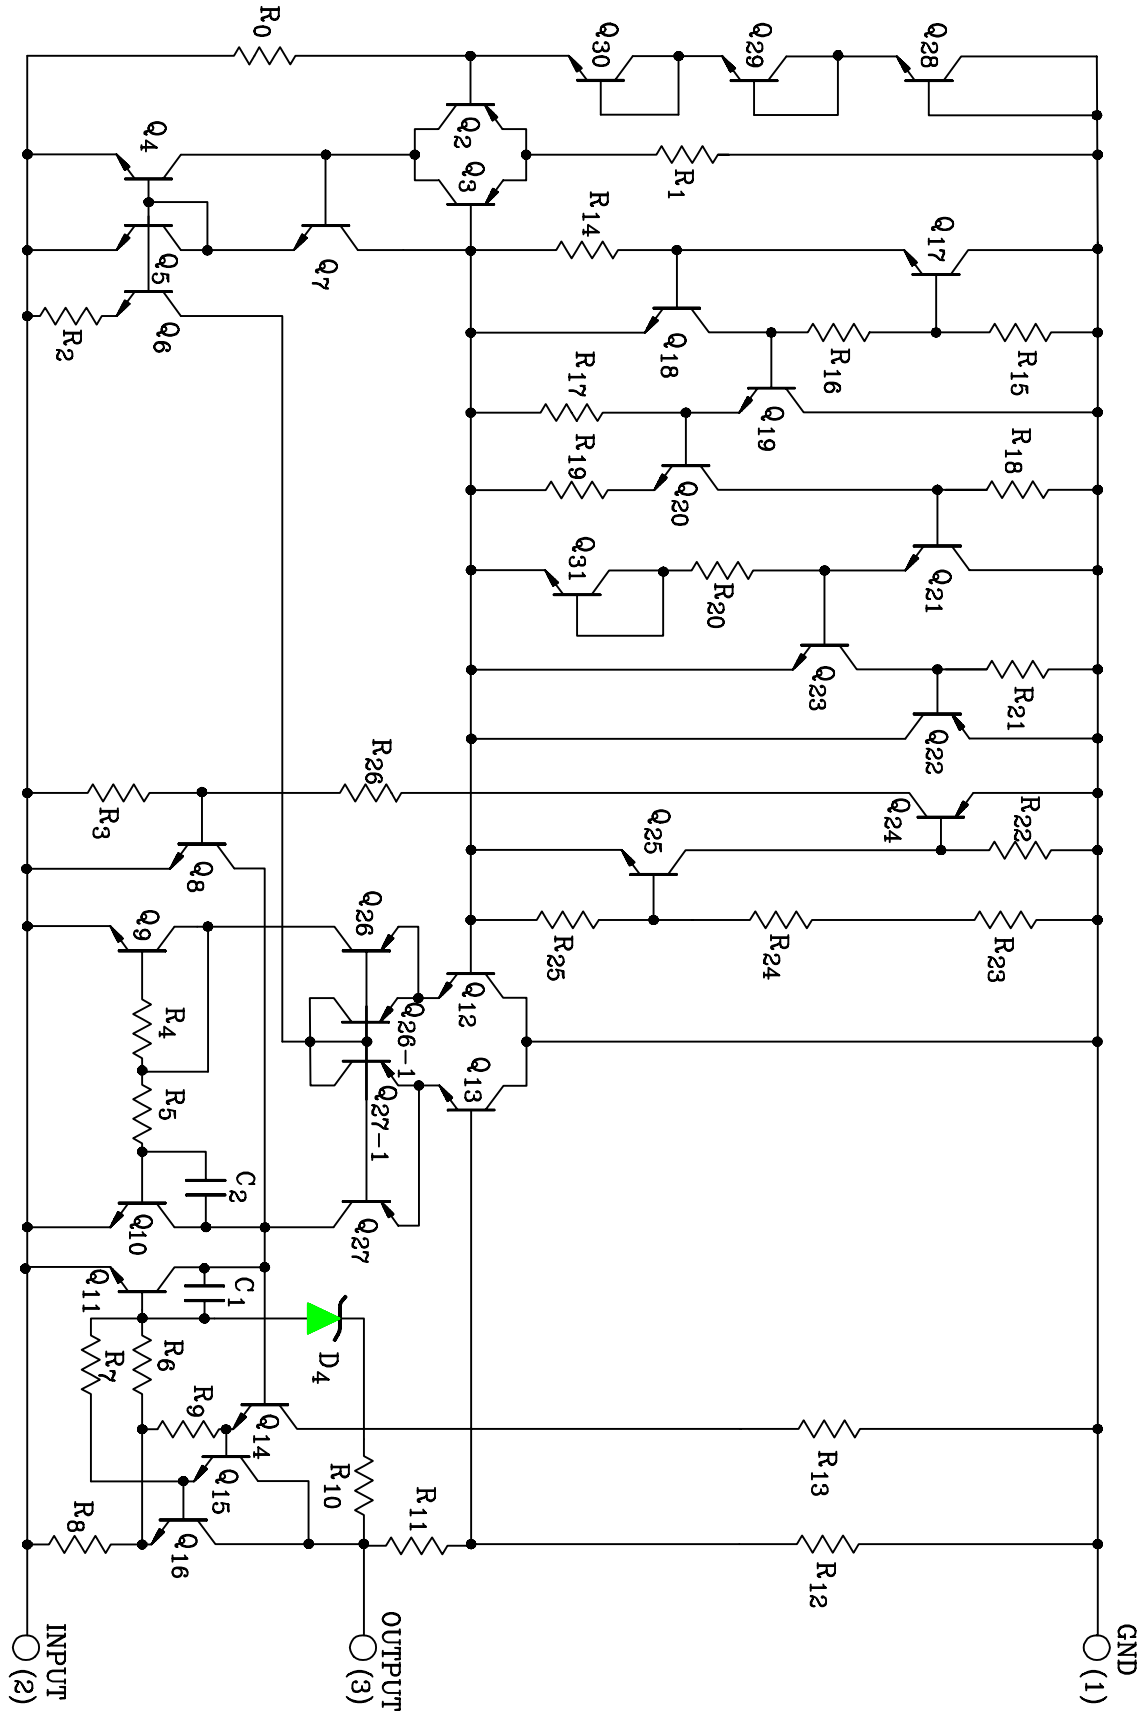 GND
(1)
R15
R18
R21
R22
R23
Q28
Q17
Q21
Q22
Q24
R16
Q23
R13
R12
Q29
Q19
R24
R20
R1
Q18
Q20
Q25
Q30
R14
R17
R19
Q31
R25
Q2
Q3
Q12
Q13
R11
Q26-1
Q27-1
R26
Q26
Q27
OUTPUT
(3)
Q7
D4
R10
R0
Q14
C2
C1
Q15
R9
Q8
Q16
R4
R5
R6
Q4
Q5
Q6
Q9
Q10
R7
R3
Q11
R8
R2
INPUT
(2)